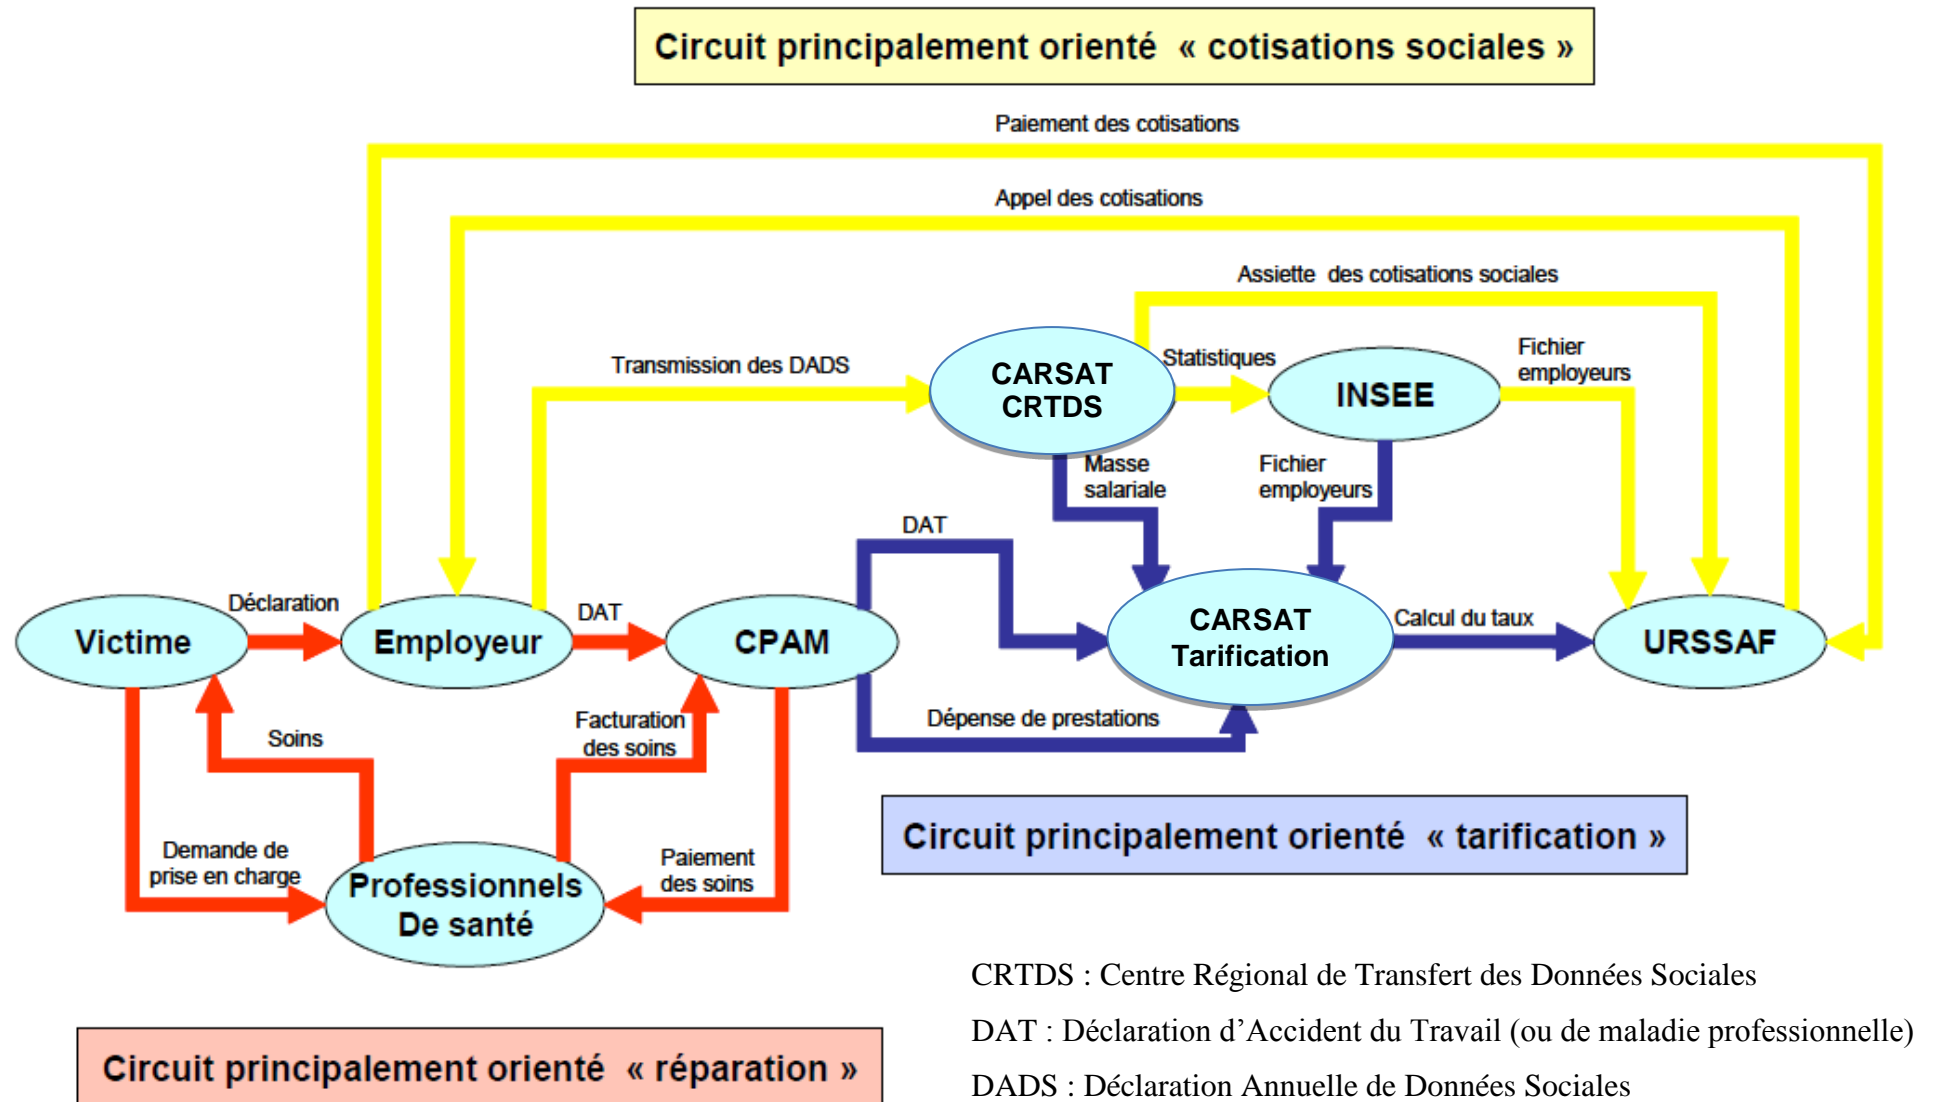 Circuit principalement orienté « cotisations sociales »
Paiement des cotisations
Appel des cotisations
Assiette des cotisations sociales
Transmission des DADS
CARSAT
CRTDS
Statistiques
INSEE
Fichier
employeurs
Masse
salariale
Fichier
employeurs
DAT
Victime
Déclaration
Employeur
DAT
CPAM
CARSAT
Tarification
Calcul du taux
URSSAF
Soins
Facturation
des soins
Dépense de prestations
Demande de
prise en charge
Professionnels
De santé
Paiement
des soins
Circuit principalement orienté « tarification »
CRTDS : Centre Régional de Transfert des Données Sociales
DAT : Déclaration d’Accident du Travail (ou de maladie professionnelle)
Circuit principalement orienté « réparation »
DADS : Déclaration Annuelle de Données Sociales